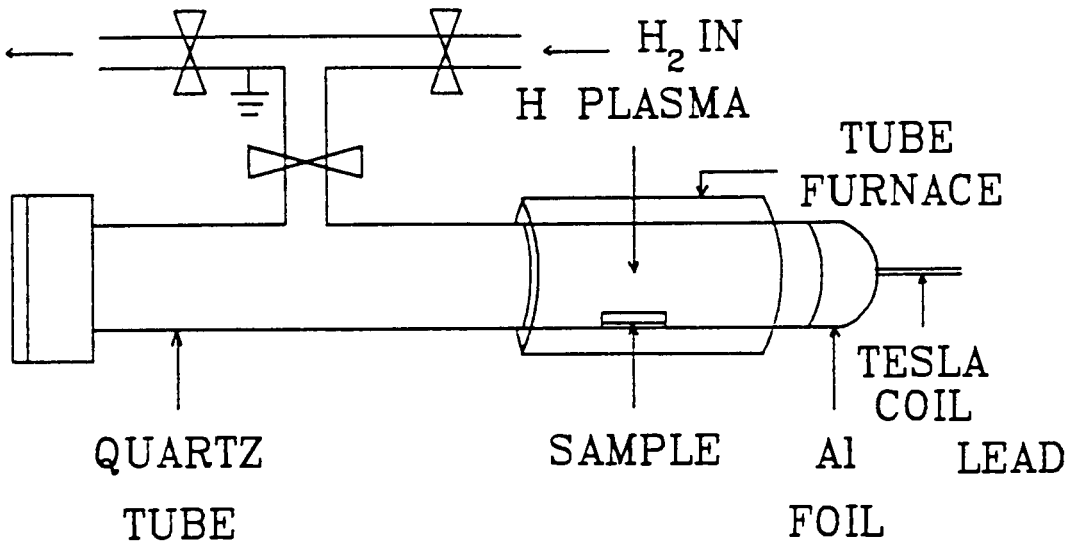 H₂ IN
H PLASMA
TUBE
FURNACE
TESLA
COIL
LEAD
QUARTZ
TUBE
SAMPLE
Al
FOIL